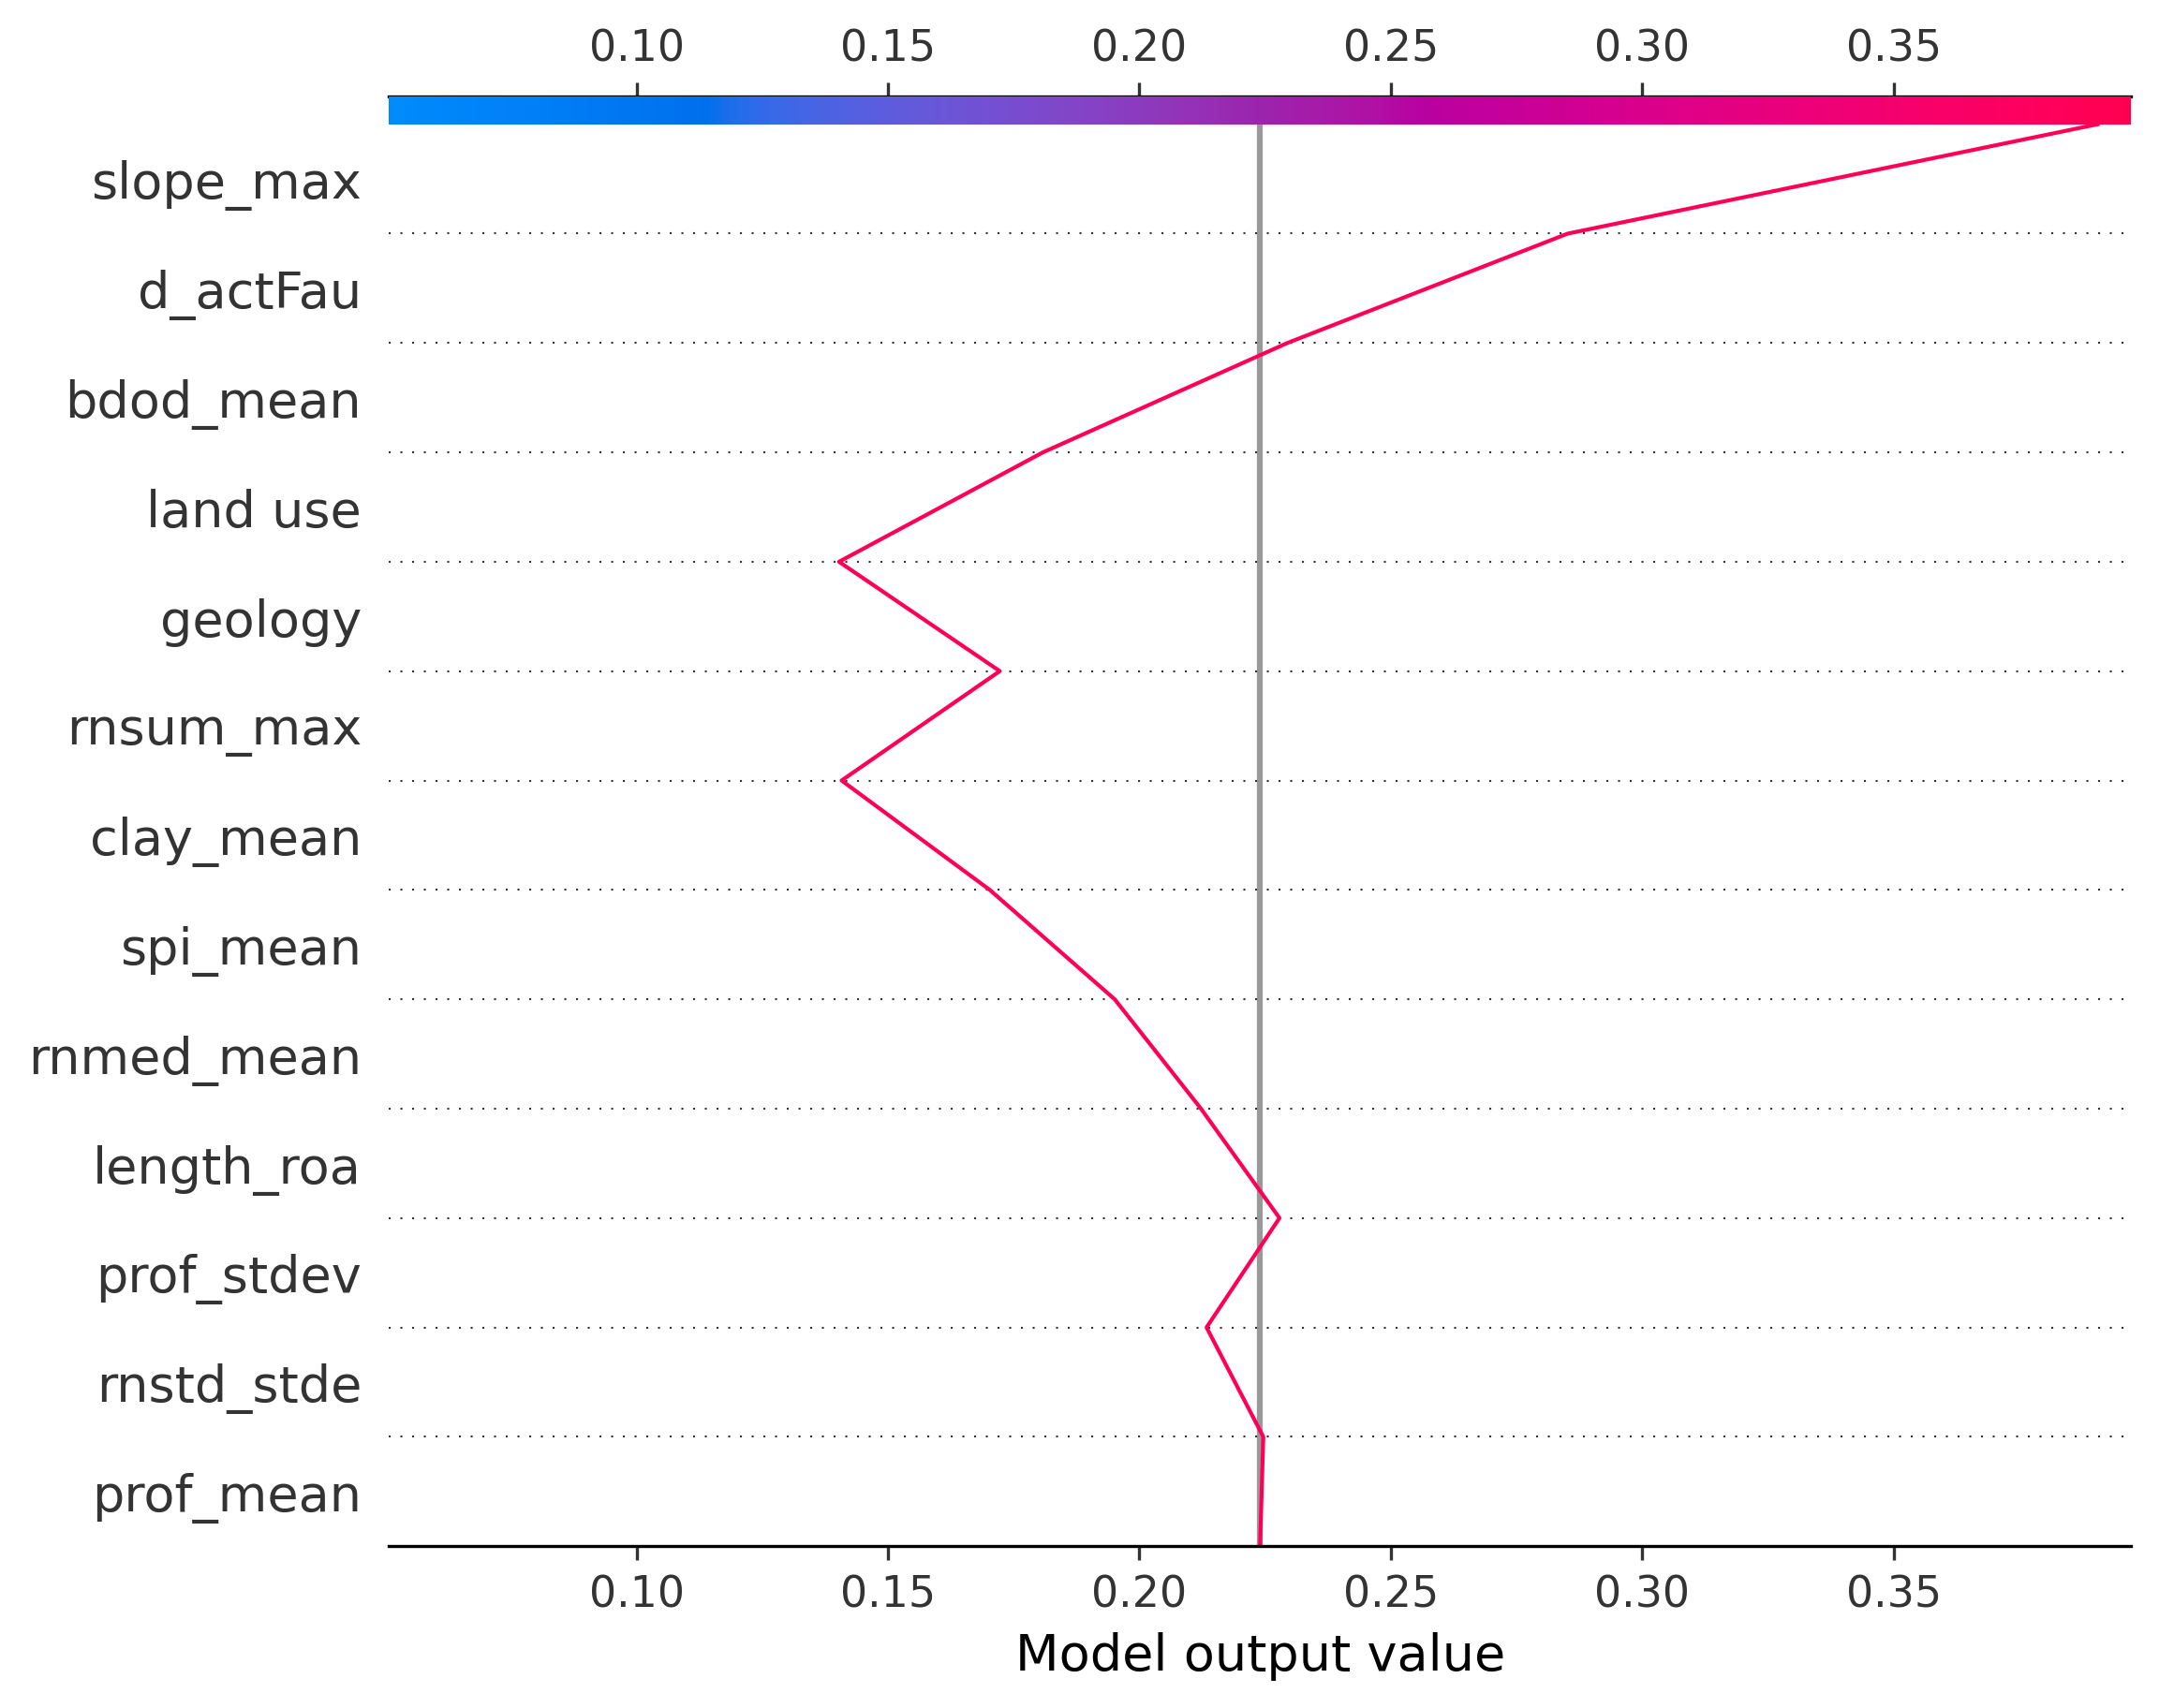 0.10 0.15 0.20 0.25 0.30 0.35
slope_max
d_actFau
bdod_mean
land use
geology
rnsum_max
clay_mean
spi_mean
rnmed_mean
length_roa
prof_stdev
rnstd_stde
prof_mean
0.10 0.15 0.20 0.25 0.30 0.35
Model output value